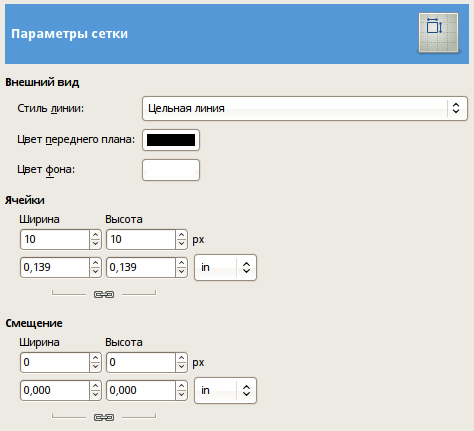 Параметры сетки
Внешний вид
Стиль линии: Цельная линия
Цвет переднего плана:
Цвет фона:
Ячейки
Ширина Высота
10 10 px
0,139 0,139 in
Смещение
Ширина Высота
0 0 px
0,000 0,000 in